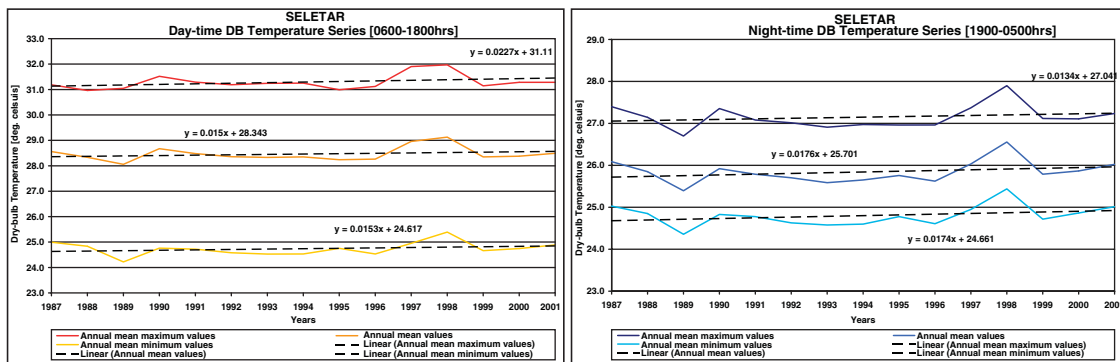 SELETAR
Day-time DB Temperature Series [0600-1800hrs]
33.0
32.0
31.0
30.0
29.0
28.0
27.0
26.0
25.0
24.0
23.0
Dry-bulb Temperature [deg. celsuis]
y = 0.0227x + 31.11
y = 0.015x + 28.343
y = 0.0153x + 24.617
1987 1988 1989 1990 1991 1992 1993 1994 1995 1996 1997 1998 1999 2000 2001
Years
Annual mean maximum values
Annual mean values
Annual mean minimum values
Linear (Annual mean maximum values)
Linear (Annual mean values)
Linear (Annual mean minimum values)
SELETAR
Night-time DB Temperature Series [1900-0500hrs]
29.0
28.0
27.0
26.0
25.0
24.0
23.0
Dry-bulb Temperature [deg. celsuis]
y = 0.0134x + 27.041
y = 0.0176x + 25.701
y = 0.0174x + 24.661
1987 1988 1989 1990 1991 1992 1993 1994 1995 1996 1997 1998 1999 2000
Years
Annual mean maximum values
Annual mean values
Annual mean minimum values
Linear (Annual mean maximum values)
Linear (Annual mean values)
Linear (Annual mean minimum values)